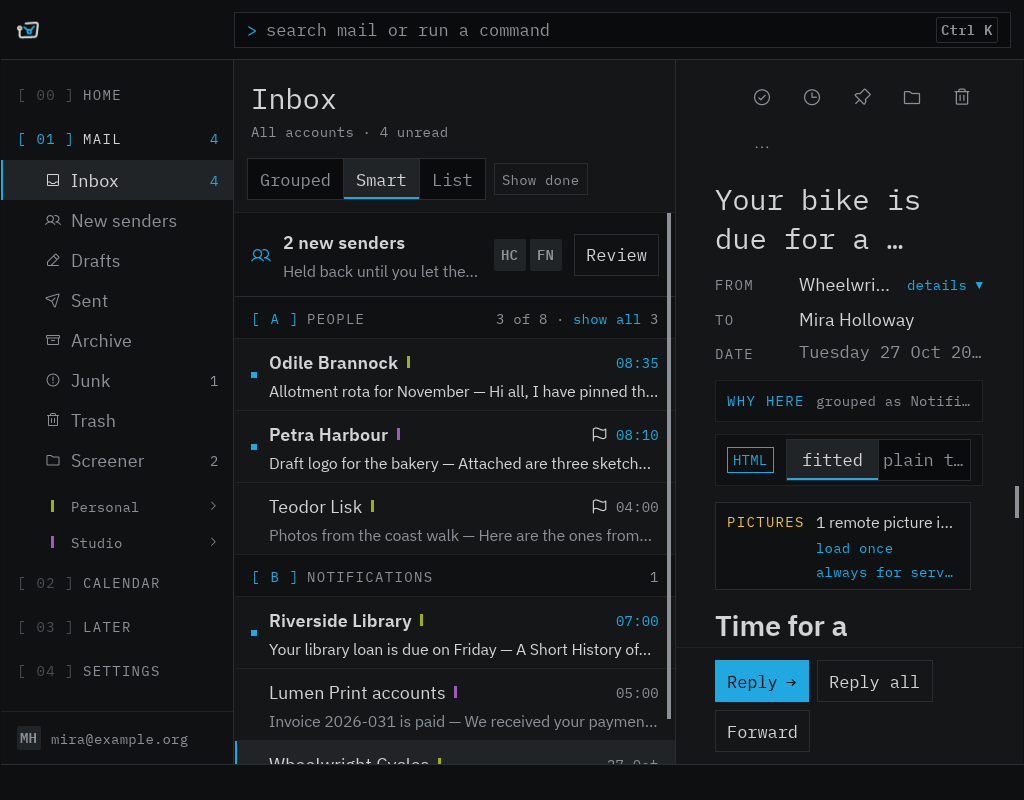 > search mail or run a command Ctrl K
[ 00 ] HOME
[ 01 ] MAIL 4
Inbox 4
New senders
Drafts
Sent
Archive
Junk 1
Trash
Screener 2
Personal
Studio
[ 02 ] CALENDAR
[ 03 ] LATER
[ 04 ] SETTINGS
MH mira@example.org
Inbox
All accounts · 4 unread
Grouped Smart List Show done
2 new senders
Held back until you let the… HC FN Review
[ A ] PEOPLE 3 of 8 · show all 3
Odile Brannock 08:35
Allotment rota for November — Hi all, I have pinned th…
Petra Harbour 08:10
Draft logo for the bakery — Attached are three sketch…
Teodor Lisk 04:00
Photos from the coast walk — Here are the ones from…
[ B ] NOTIFICATIONS 1
Riverside Library 07:00
Your library loan is due on Friday — A Short History of…
Lumen Print accounts 05:00
Invoice 2026-031 is paid — We received your paymen…
Wheelwright Cycles 27 Oct
…
Your bike is
due for a …
FROM Wheelwri… details ▾
TO Mira Holloway
DATE Tuesday 27 Oct 20…
WHY HERE grouped as Notifi…
HTML fitted plain t…
PICTURES 1 remote picture i…
load once
always for serv…
Time for a
Reply →
Reply all
Forward